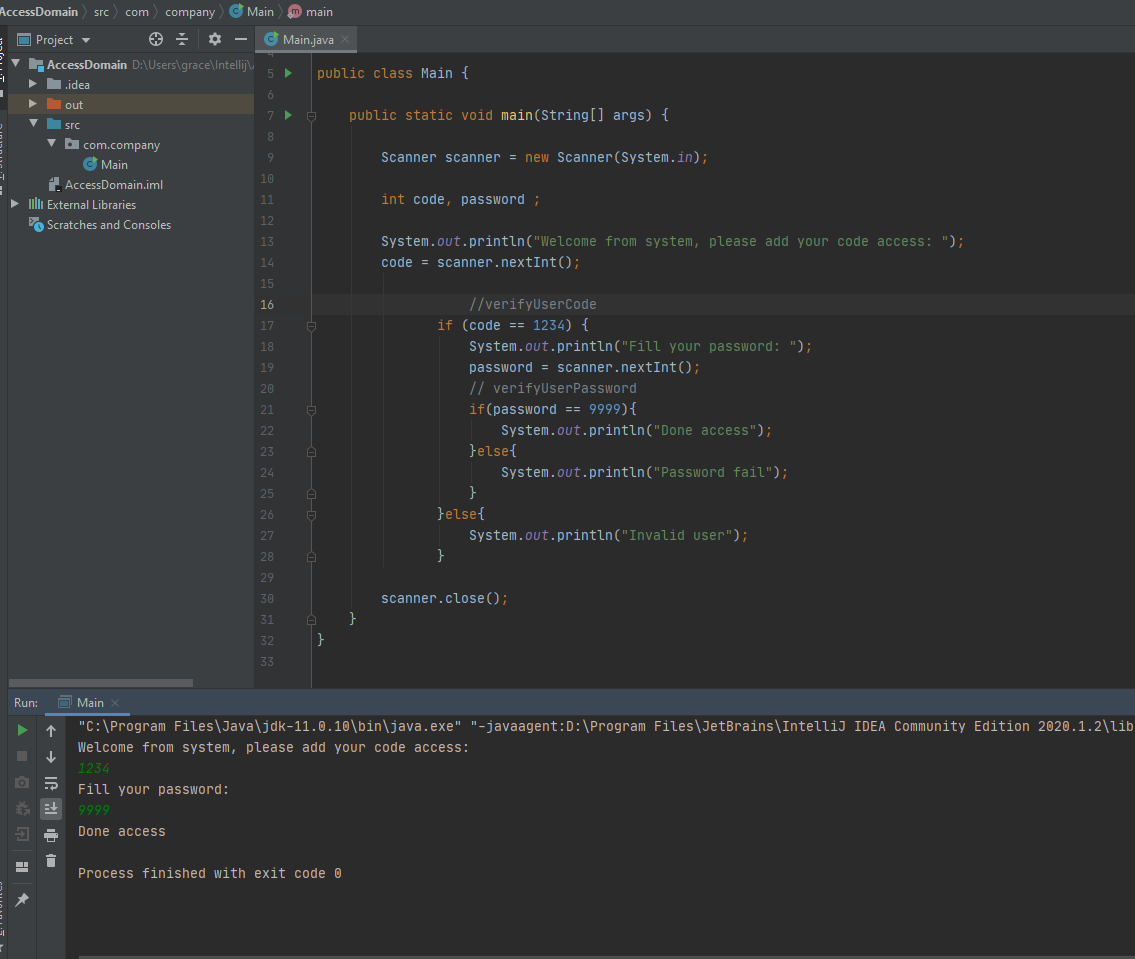 AccessDomain src com company Main main
Project
Main.java
AccessDomain D:\Users\grace\Intellij\
.idea
out
src
com.company
Main
AccessDomain.iml
External Libraries
Scratches and Consoles
5 public class Main {
6
7 public static void main(String[] args) {
8
9 Scanner scanner = new Scanner(System.in);
10
11 int code, password ;
12
13 System.out.println("Welcome from system, please add your code access: ");
14 code = scanner.nextInt();
15
16 //verifyUserCode
17 if (code == 1234) {
18 System.out.println("Fill your password: ");
19 password = scanner.nextInt();
20 // verifyUserPassword
21 if(password == 9999){
22 System.out.println("Done access");
23 }else{
24 System.out.println("Password fail");
25 }
26 }else{
27 System.out.println("Invalid user");
28 }
29
30 scanner.close();
31 }
32 }
33
Run: Main
"C:\Program Files\Java\jdk-11.0.10\bin\java.exe" "-javaagent:D:\Program Files\JetBrains\IntelliJ IDEA Community Edition 2020.1.2\lib
Welcome from system, please add your code access:
1234
Fill your password:
9999
Done access
Process finished with exit code 0